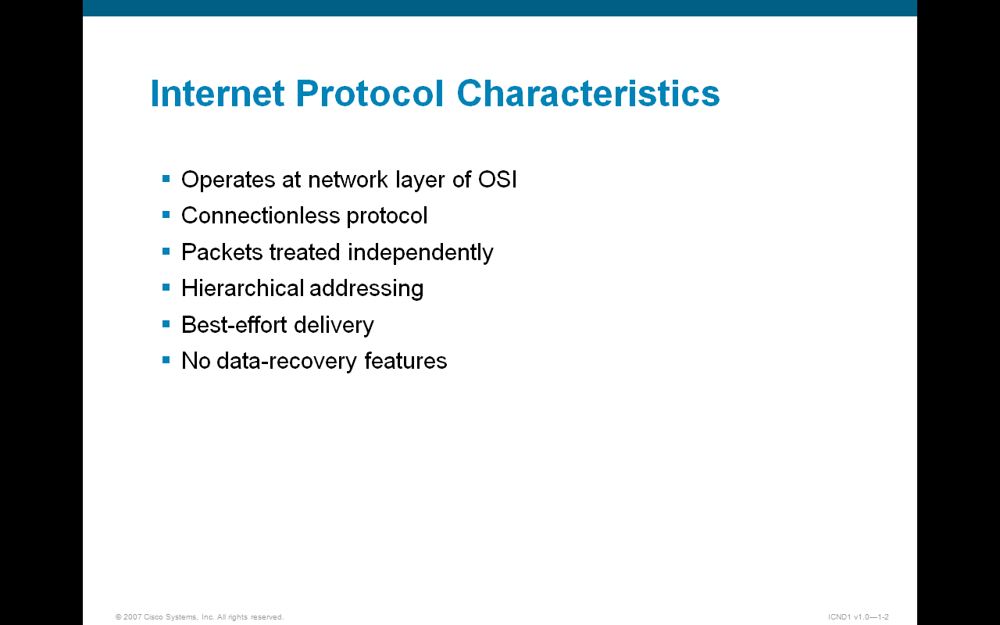 Internet Protocol Characteristics
Operates at network layer of OSI
Connectionless protocol
Packets treated independently
Hierarchical addressing
Best-effort delivery
No data-recovery features
© 2007 Cisco Systems, Inc. All rights reserved.
ICND1 v1.0—1-2